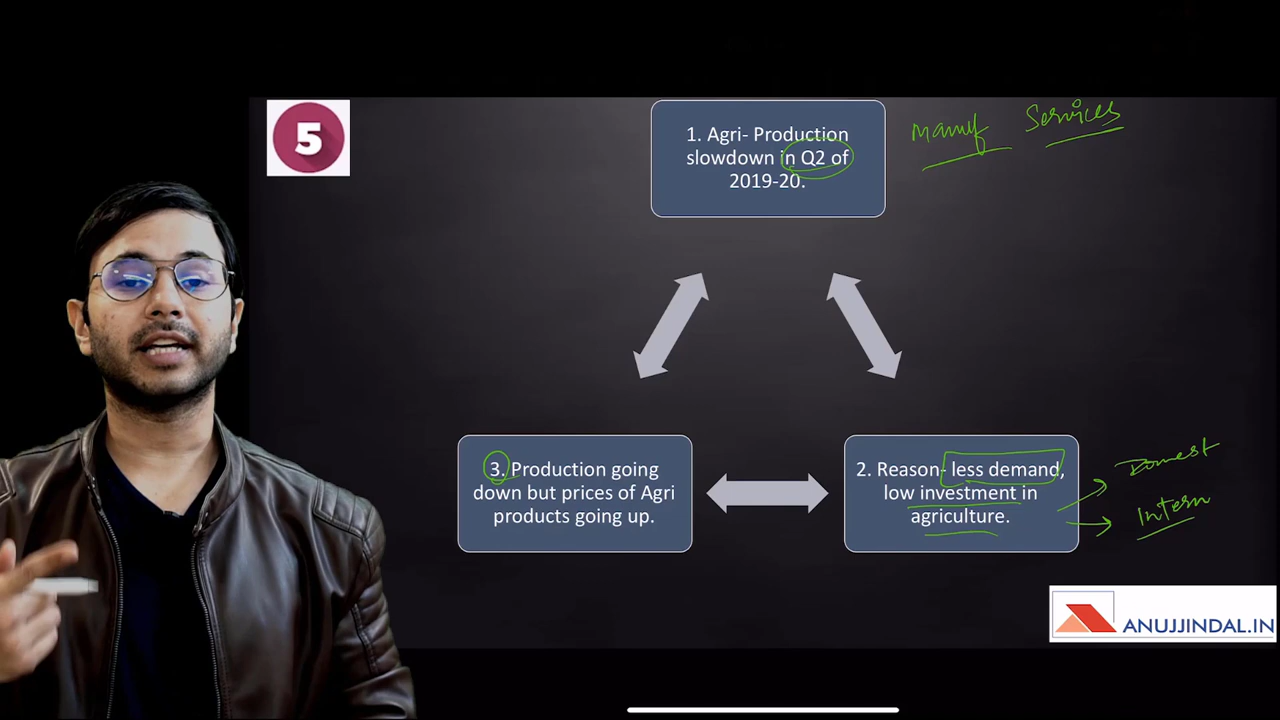 5
1. Agri- Production
slowdown in Q2 of
2019-20.
Manuf Services
3. Production going
down but prices of Agri
products going up.
2. Reason- less demand,
low investment in
agriculture.
Domest
Intern
ANUJJINDAL.IN